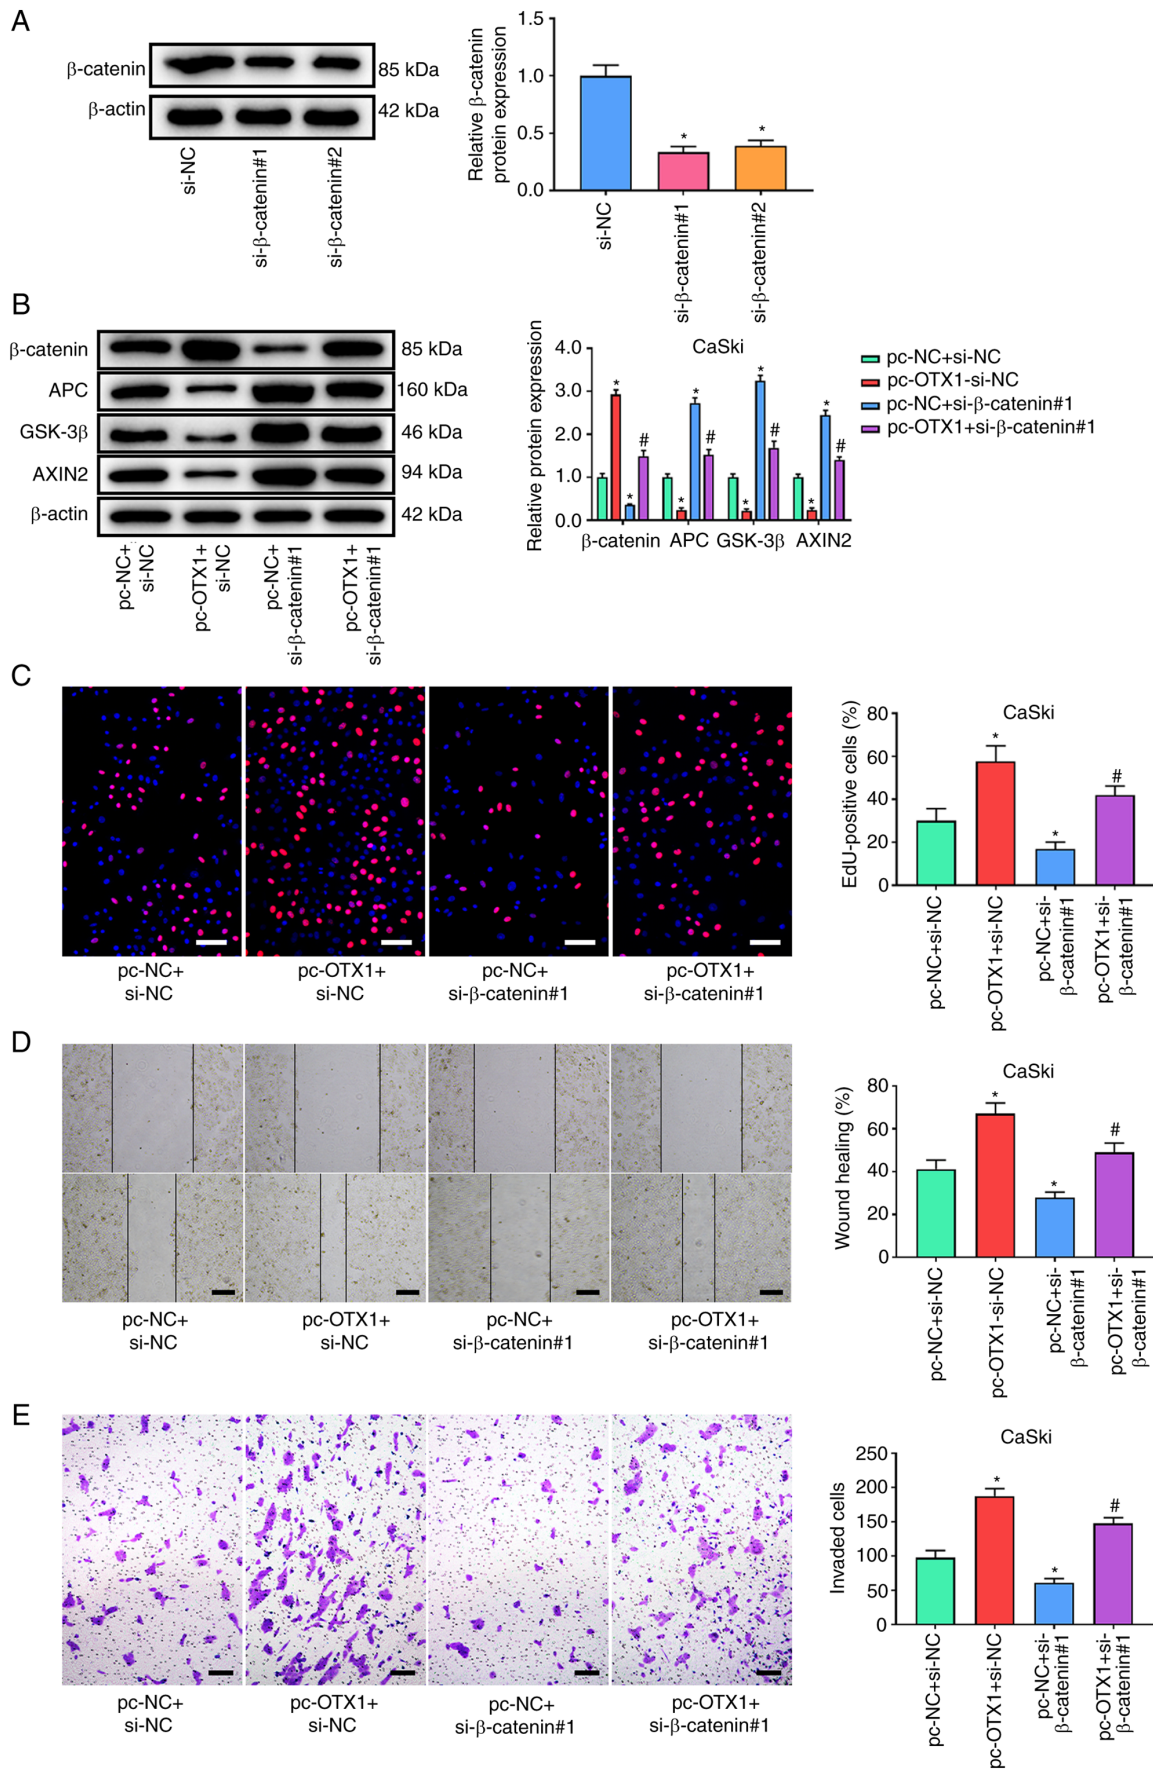 A
β-catenin
85 kDa
β-actin
42 kDa
si-NC
si-β-catenin#1
si-β-catenin#2
Relative β-catenin
protein expression
1.5
1.0
0.5
0.0
*
*
si-NC
si-β-catenin#1
si-β-catenin#2
B
β-catenin
85 kDa
APC
160 kDa
GSK-3β
46 kDa
AXIN2
94 kDa
β-actin
42 kDa
pc-NC+
si-NC
pc-OTX1+
si-NC
pc-NC+
si-β-catenin#1
pc-OTX1+
si-β-catenin#1
Relative protein expression
CaSki
4.0
3.0
2.0
1.0
0.0
*
*
#
*
*
#
*
*
#
*
*
#
β-catenin APC GSK-3β AXIN2
pc-NC+si-NC
pc-OTX1-si-NC
pc-NC+si-β-catenin#1
pc-OTX1+si-β-catenin#1
C
pc-NC+
si-NC
pc-OTX1+
si-NC
pc-NC+
si-β-catenin#1
pc-OTX1+
si-β-catenin#1
CaSki
EdU-positive cells (%)
80
60
40
20
0
*
*
#
pc-NC+si-NC
pc-OTX1+si-NC
pc-NC+si-
β-catenin#1
pc-OTX1+si-
β-catenin#1
D
pc-NC+
si-NC
pc-OTX1+
si-NC
pc-NC+
si-β-catenin#1
pc-OTX1+
si-β-catenin#1
CaSki
Wound healing (%)
80
60
40
20
0
*
*
#
pc-NC+si-NC
pc-OTX1-si-NC
pc-NC+si-
β-catenin#1
pc-OTX1+si-
β-catenin#1
E
pc-NC+
si-NC
pc-OTX1+
si-NC
pc-NC+
si-β-catenin#1
pc-OTX1+
si-β-catenin#1
CaSki
Invaded cells
250
200
150
100
50
0
*
*
#
pc-NC+si-NC
pc-OTX1+si-NC
pc-NC+si-
β-catenin#1
pc-OTX1+si-
β-catenin#1